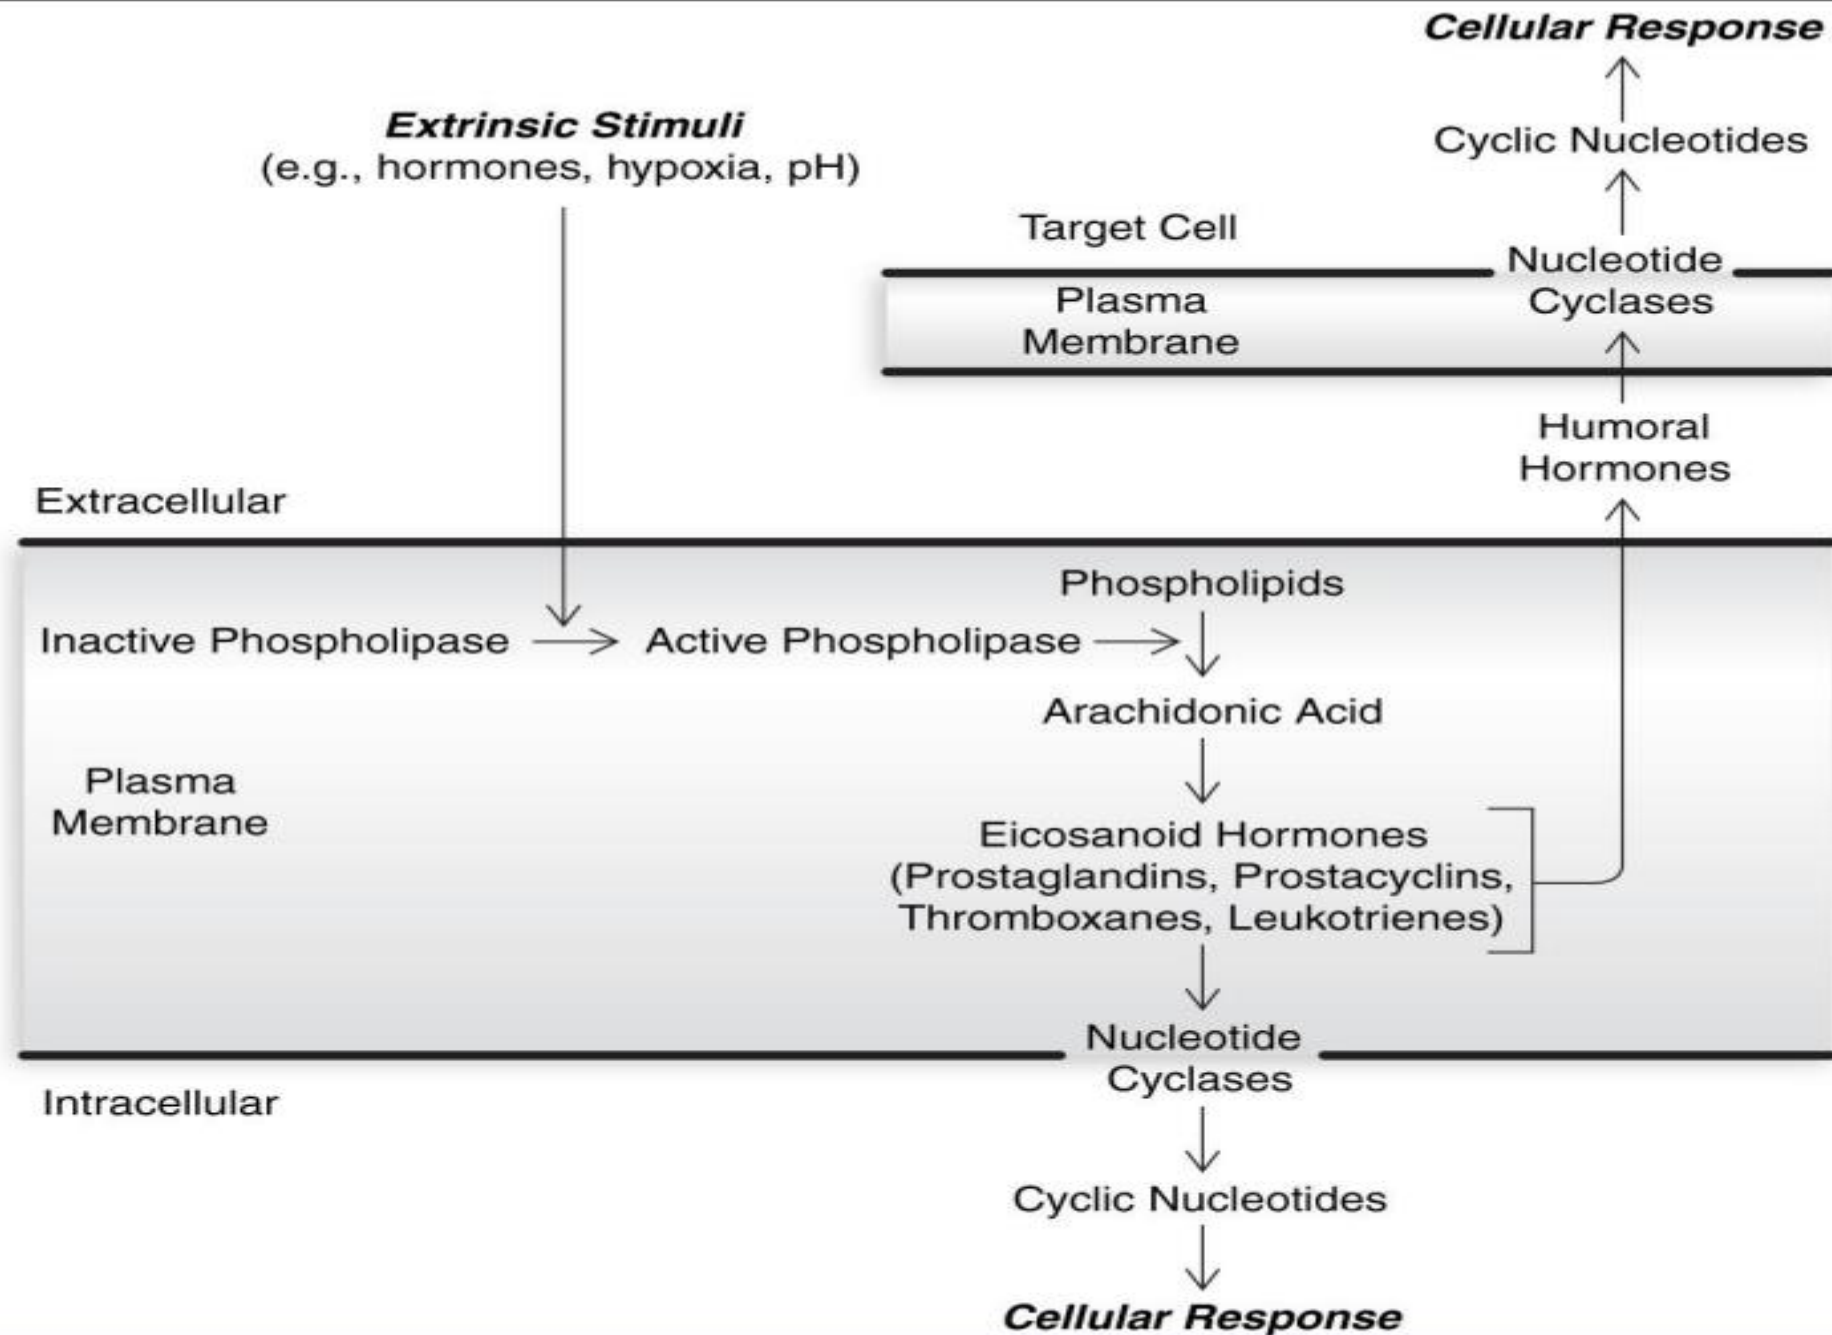 Cellular Response
Extrinsic Stimuli
(e.g., hormones, hypoxia, pH)
Cyclic Nucleotides
Target Cell
Nucleotide
Cyclases
Plasma
Membrane
Humoral
Hormones
Extracellular
Phospholipids
Inactive Phospholipase
Active Phospholipase
Arachidonic Acid
Plasma
Membrane
Eicosanoid Hormones
(Prostaglandins, Prostacyclins,
Thromboxanes, Leukotrienes)
Nucleotide
Cyclases
Intracellular
Cyclic Nucleotides
Cellular Response